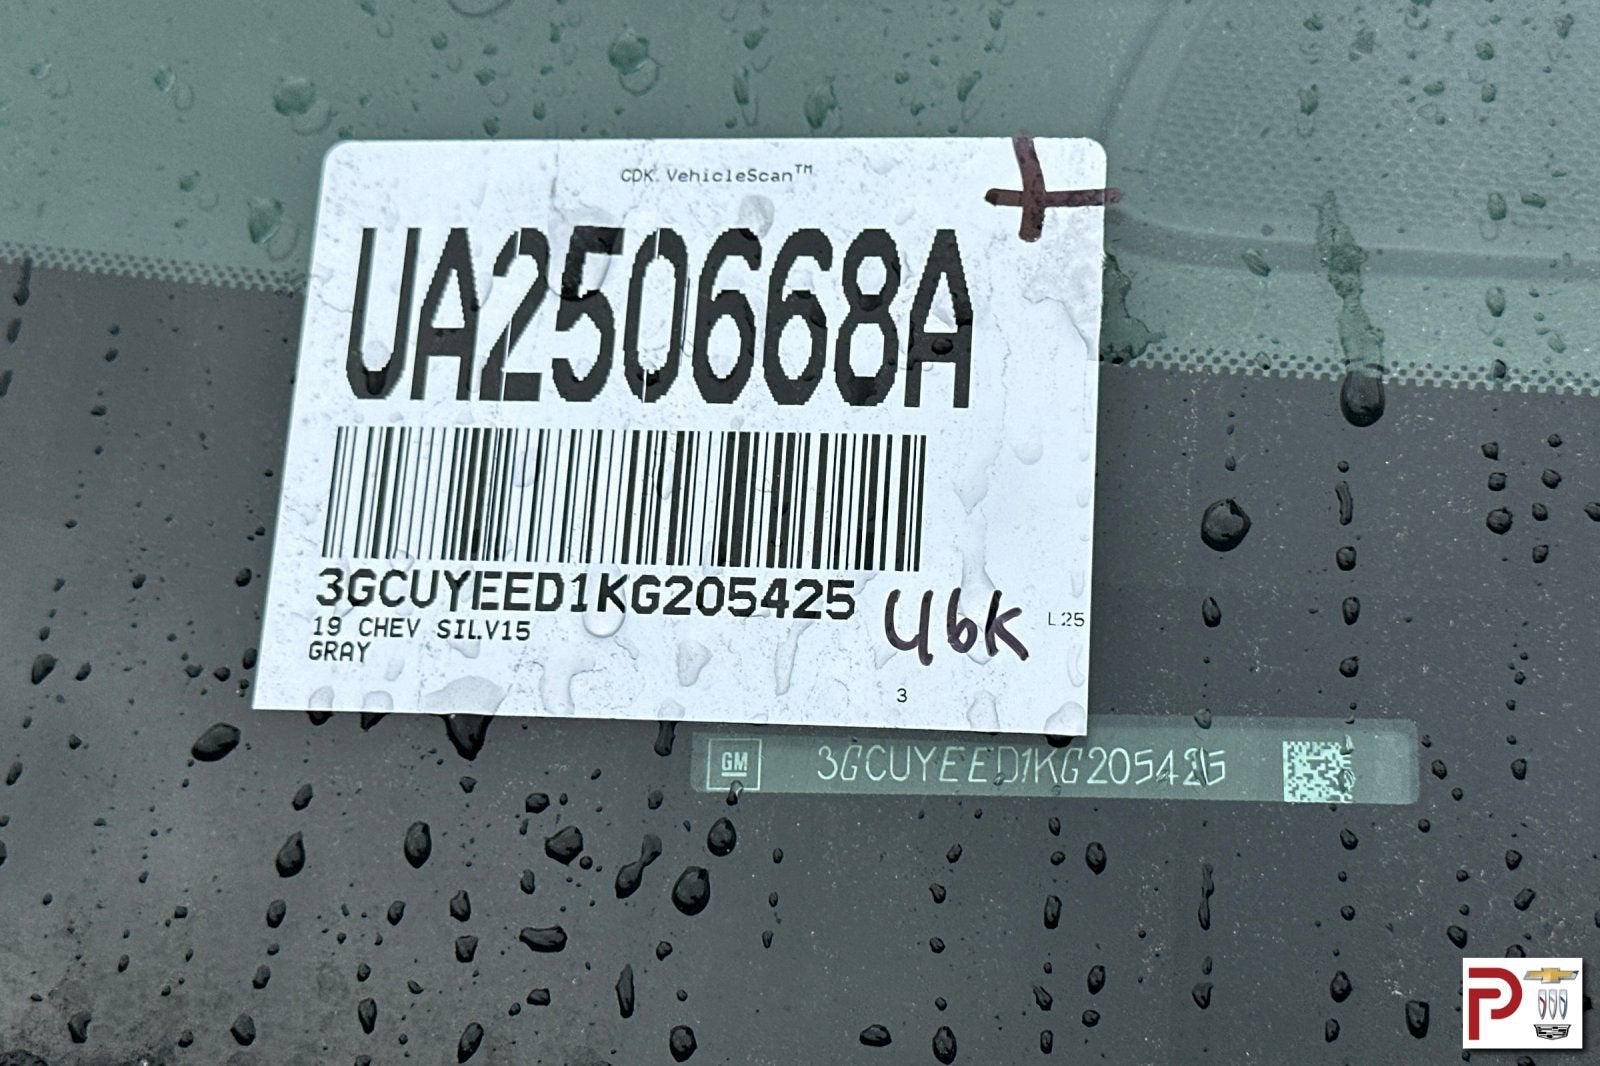 CDK VehicleScan™
UA250668A
3GCUYEED1KG205425
19 CHEV SILV15
GRAY
46K
L25
3
GM 3GCUYEED1KG205425
P